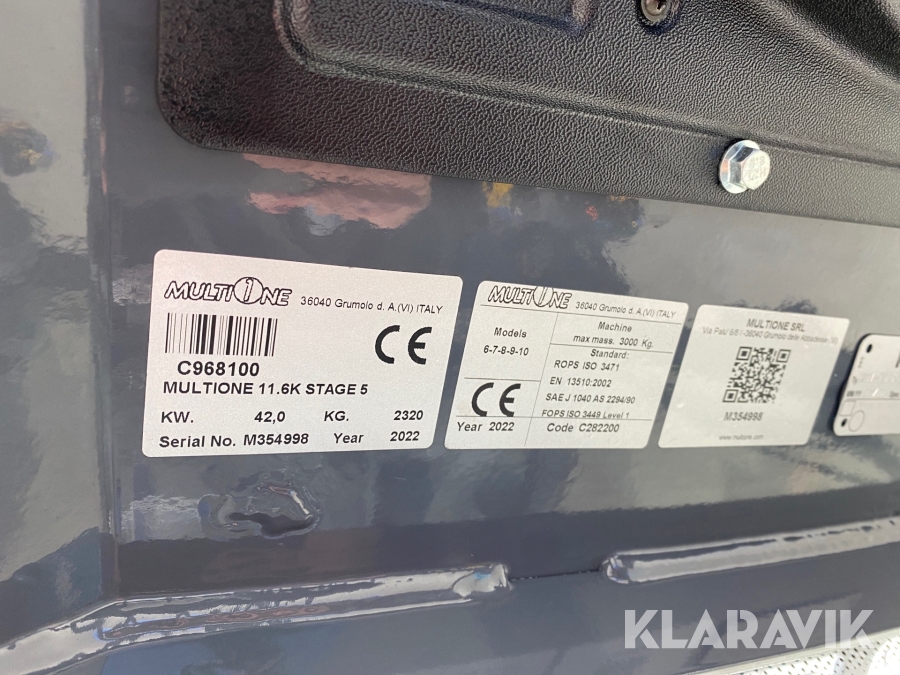 MULTIONE 36040 Grumolo d. A.(VI) ITALY
C968100
MULTIONE 11.6K STAGE 5
KW. 42,0 KG. 2320
Serial No. M354998 Year 2022
CE
MULTIONE 36040 Grumolo d. A.(VI) ITALY
Models
6-7-8-9-10
CE
Year 2022
Machine
max mass. 3000 Kg.
Standard:
ROPS ISO 3471
EN 13510:2002
SAE J 1040 AS 2294/90
FOPS ISO 3449 Level 1
Code C282200
MULTIONE SRL
M354998
www.multione.com
KLARAVIK